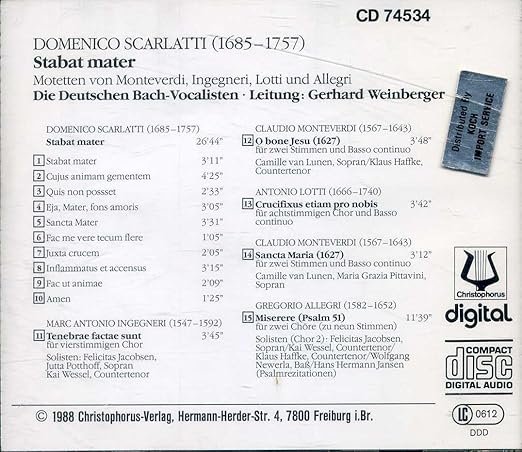 CD 74534
DOMENICO SCARLATTI (1685–1757)
Stabat mater
Motetten von Monteverdi, Ingegneri, Lotti und Allegri
Die Deutschen Bach-Vocalisten · Leitung: Gerhard Weinberger
Distributed By
KOCH
IMPORT SERVICE
DOMENICO SCARLATTI (1685–1757)
Stabat mater 26'44"
1 Stabat mater 3'11"
2 Cujus animam gementem 4'25"
3 Quis non possset 2'33"
4 Eja, Mater, fons amoris 3'05"
5 Sancta Mater 3'31"
6 Fac me vere tecum flere 1'05"
7 Juxta crucem 2'05"
8 Inflammatus et accensus 3'15"
9 Fac ut animae 2'09"
10 Amen 1'25"
MARC ANTONIO INGEGNERI (1547–1592)
11 Tenebrae factae sunt 3'45"
für vierstimmigen Chor
Solisten: Felicitas Jacobsen,
Jutta Potthoff, Sopran
Kai Wessel, Countertenor
CLAUDIO MONTEVERDI (1567–1643)
12 O bone Jesu (1627) 3'48"
für zwei Stimmen und Basso continuo
Camille van Lunen, Sopran/Klaus Haffke,
Countertenor
ANTONIO LOTTI (1666–1740)
13 Crucifixus etiam pro nobis 3'42"
für achtstimmigen Chor und Basso
continuo
CLAUDIO MONTEVERDI (1567–1643)
14 Sancta Maria (1627) 3'12"
für zwei Stimmen und Basso continuo
Camille van Lunen, Maria Grazia Pittavini,
Sopran
GREGORIO ALLEGRI (1582–1652)
15 Miserere (Psalm 51) 11'39"
für zwei Chöre (zu neun Stimmen)
Solisten (Chor 2): Felicitas Jacobsen,
Sopran/Kai Wessel, Countertenor/
Klaus Haffke, Countertenor/Wolfgang
Newerla, Baß/Hans Hermann Jansen
(Psalmrezitationen)
Christophorus
digital
COMPACT
disc
DIGITAL AUDIO
LC 0612
DDD
© 1988 Christophorus-Verlag, Hermann-Herder-Str. 4, 7800 Freiburg i.Br.